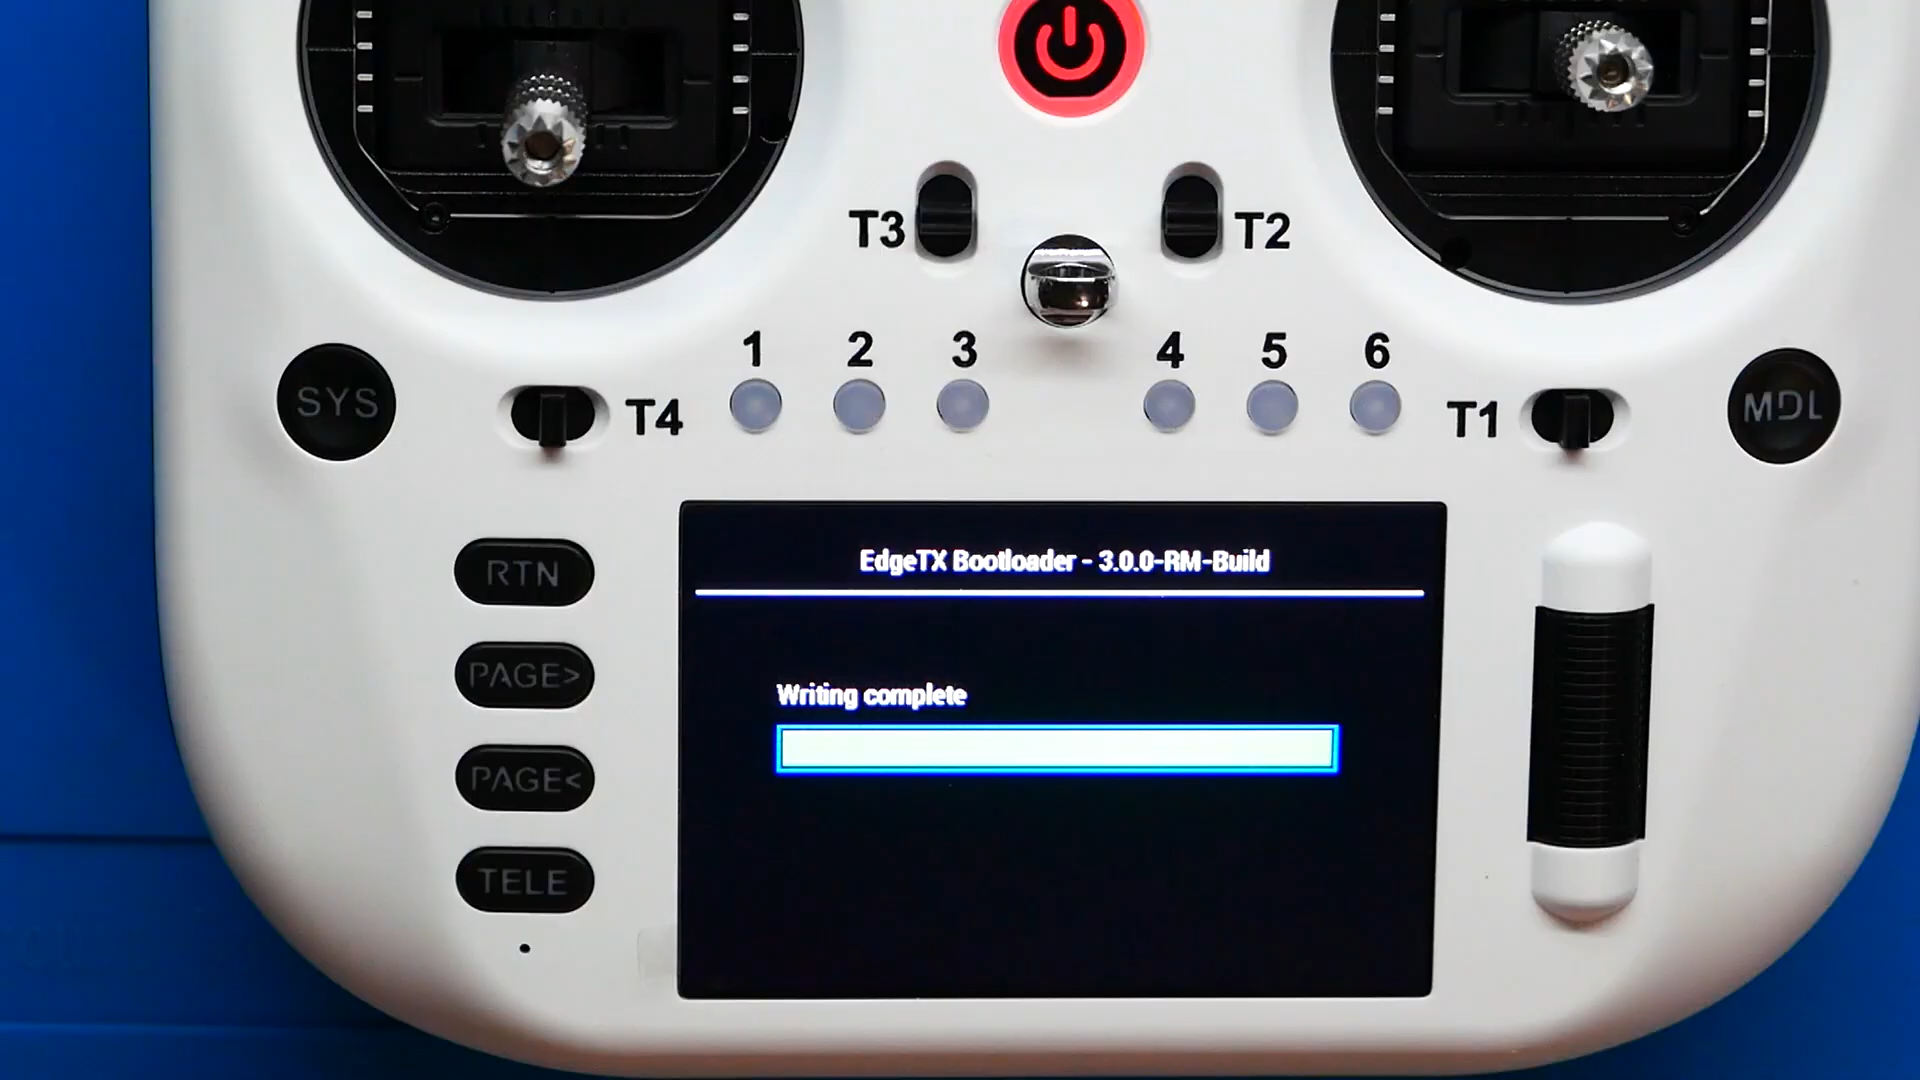 T3
T2
1
2
3
4
5
6
SYS
T4
T1
MDL
RTN
PAGE>
PAGE<
TELE
EdgeTX Bootloader - 3.0.0-RM-Build
Writing complete